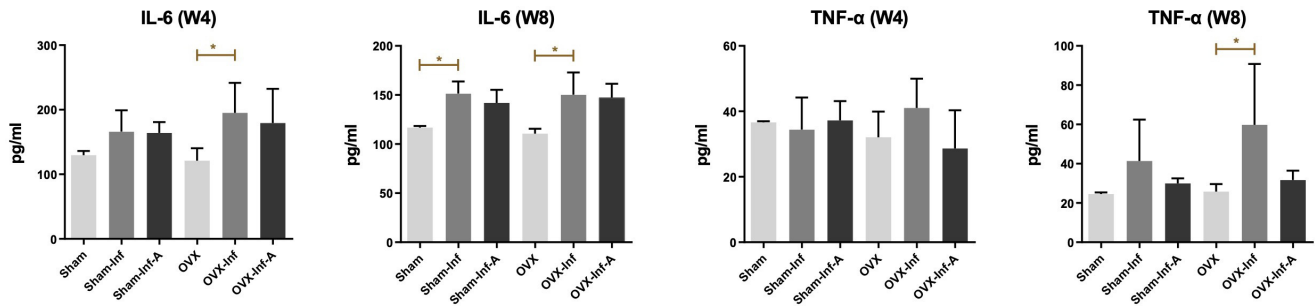 IL-6 (W4)
300
200
100
0
pg/ml
*
Sham
Sham-Inf
Sham-Inf-A
OVX
OVX-Inf
OVX-Inf-A
IL-6 (W8)
200
150
100
50
0
pg/ml
*
*
Sham
Sham-Inf
Sham-Inf-A
OVX
OVX-Inf
OVX-Inf-A
TNF-α (W4)
60
40
20
0
pg/ml
Sham
Sham-Inf
Sham-Inf-A
OVX
OVX-Inf
OVX-Inf-A
TNF-α (W8)
100
80
60
40
20
0
pg/ml
*
Sham
Sham-Inf
Sham-Inf-A
OVX
OVX-Inf
OVX-Inf-A